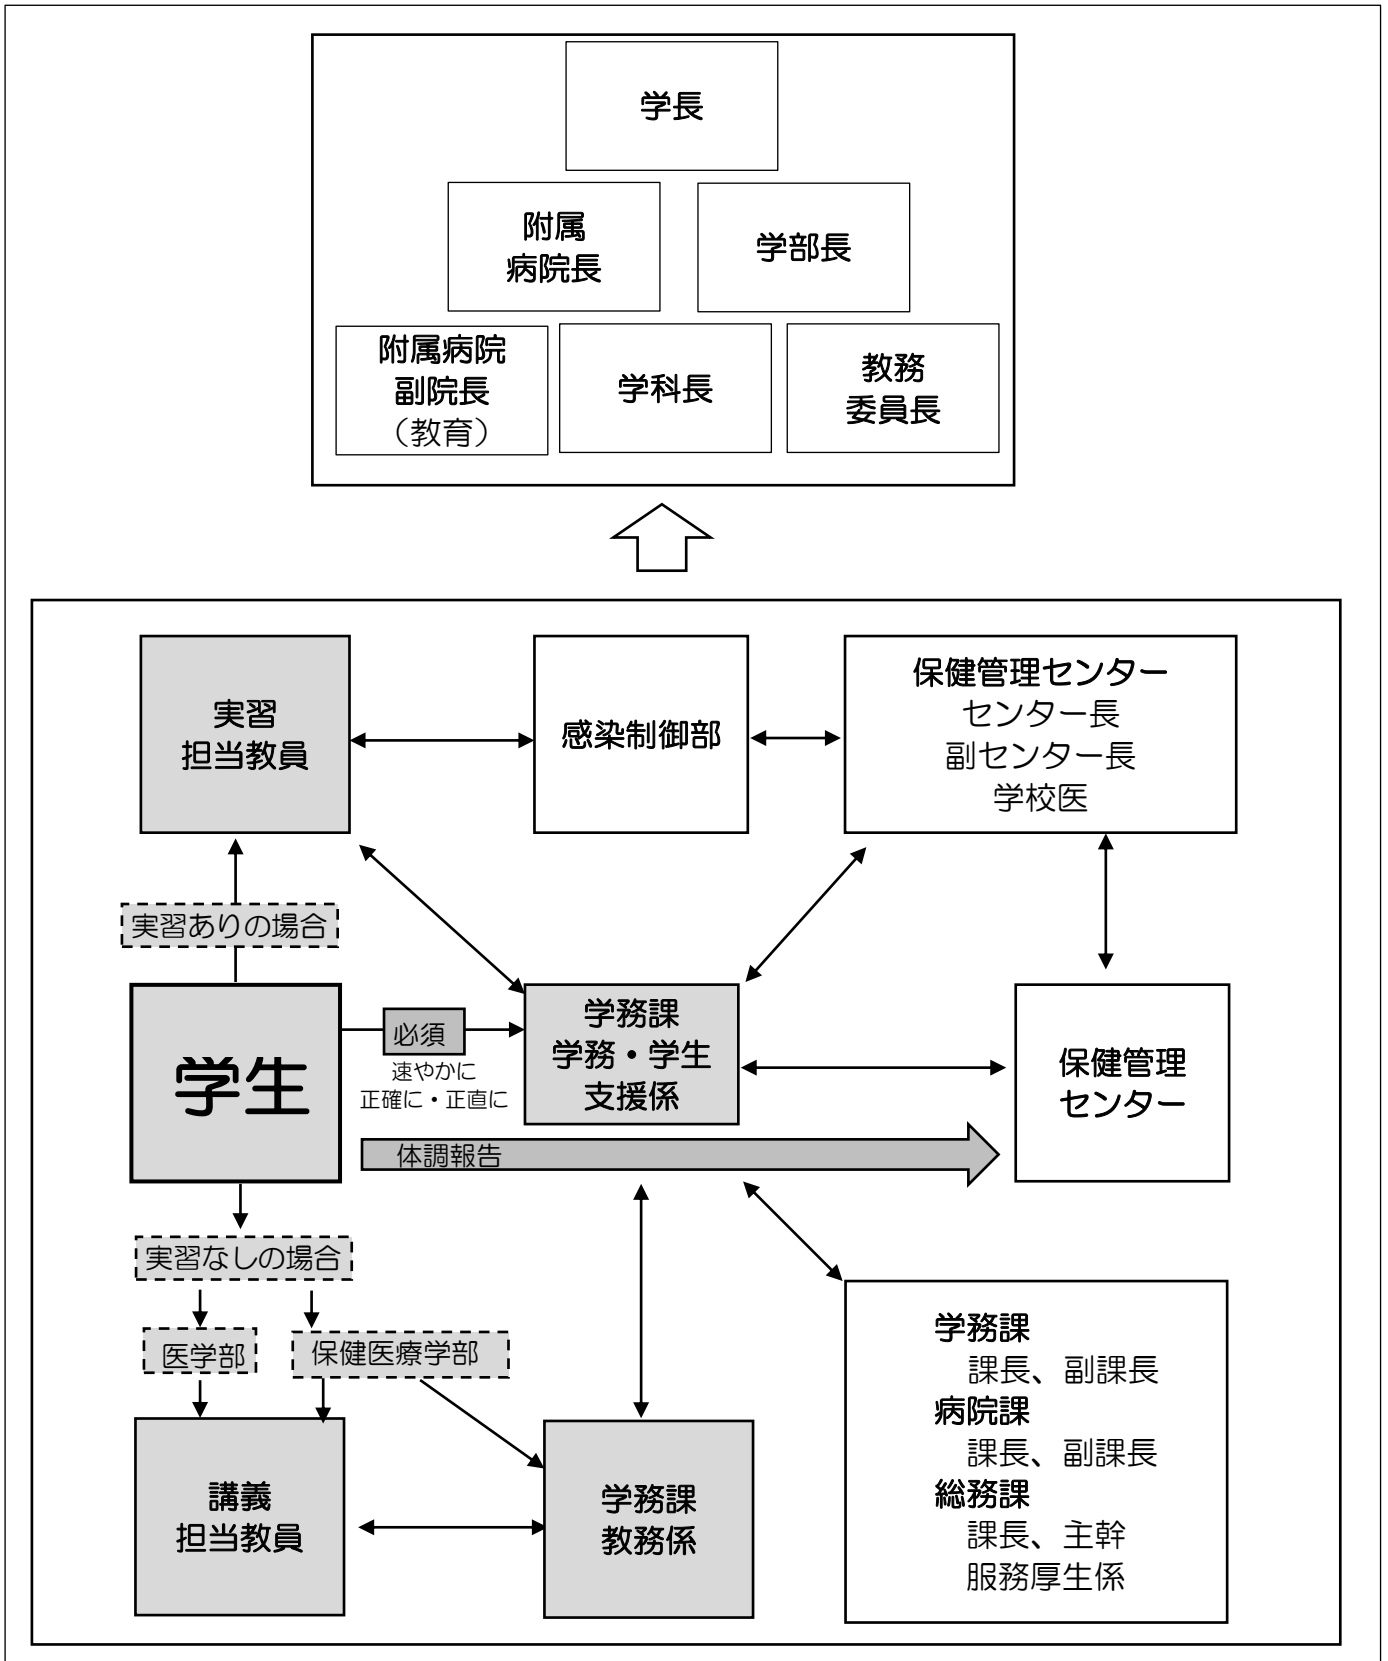 学長
附属
病院長
学部長
附属病院
副院長
（教育）
学科長
教務
委員長
実習
担当教員
感染制御部
保健管理センター
センター長
副センター長
学校医
実習ありの場合
学生
必須
速やかに
正確に・正直に
学務課
学務・学生
支援係
保健管理
センター
体調報告
実習なしの場合
医学部
保健医療学部
講義
担当教員
学務課
教務係
学務課
課長、副課長
病院課
課長、副課長
総務課
課長、主幹
服務厚生係